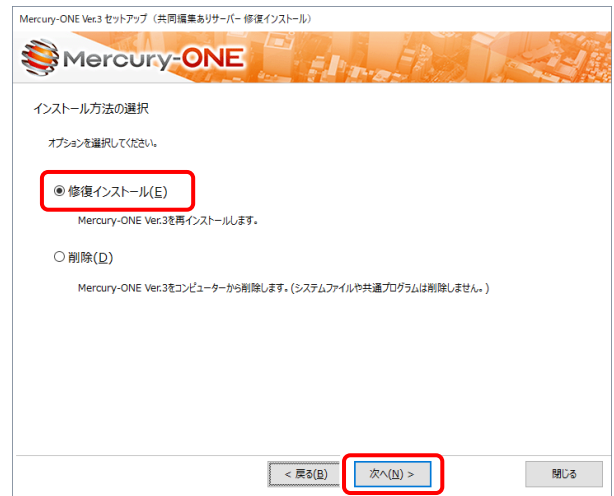 Mercury-ONE Ver.3 セットアップ（共同編集ありサーバー 修復インストール）
Mercury-ONE
インストール方法の選択
オプションを選択してください。
修復インストール(E)
Mercury-ONE Ver.3を再インストールします。
削除(D)
Mercury-ONE Ver.3をコンピューターから削除します。(システムファイルや共通プログラムは削除しません。)
< 戻る(B) 次へ(N) > 閉じる